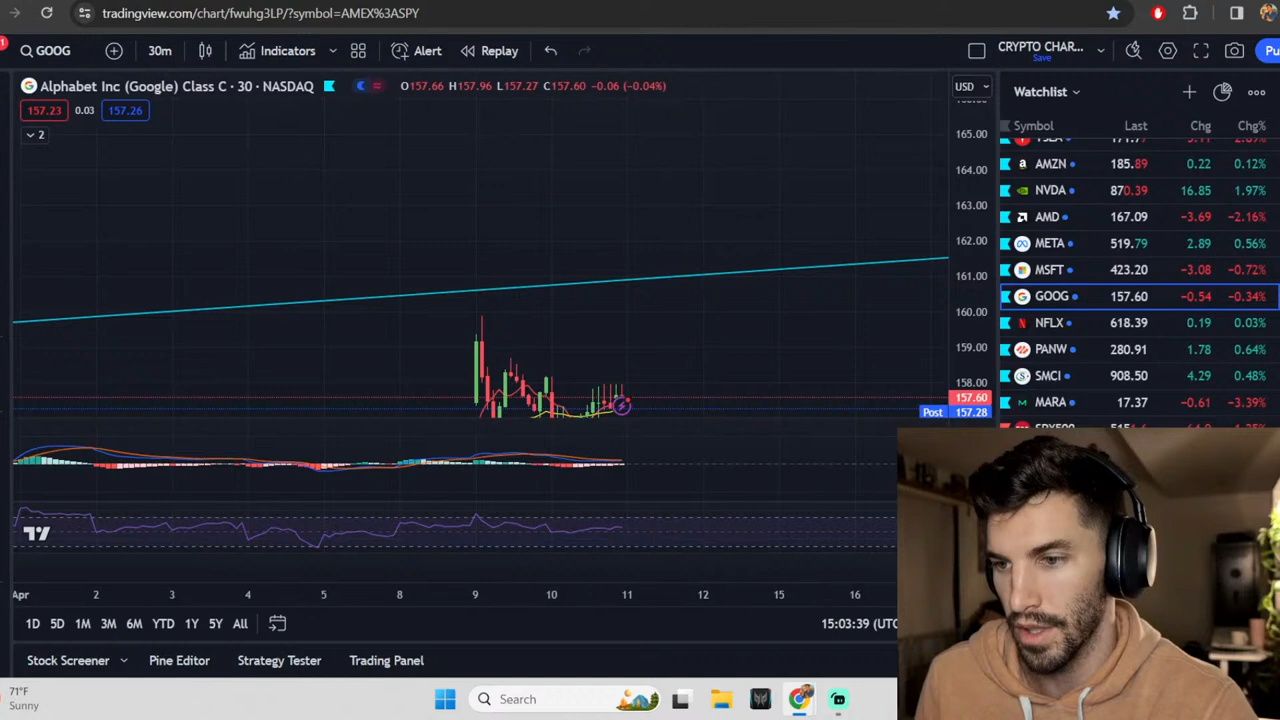 tradingview.com/chart/fwuhg3LP/?symbol=AMEX%3ASPY
1
GOOG 30m Indicators Alert Replay CRYPTO CHAR... Save Pu
Alphabet Inc (Google) Class C · 30 · NASDAQ O157.66 H157.96 L157.27 C157.60 -0.06 (-0.04%) USD
157.23 0.03 157.26
2
165.00
164.00
163.00
162.00
161.00
160.00
159.00
158.00
157.60
Post 157.28
Watchlist
Symbol Last Chg Chg%
AMZN 185.89 0.22 0.12%
NVDA 870.39 16.85 1.97%
AMD 167.09 −3.69 −2.16%
META 519.79 2.89 0.56%
MSFT 423.20 −3.08 −0.72%
GOOG 157.60 −0.54 −0.34%
NFLX 618.39 0.19 0.03%
PANW 280.91 1.78 0.64%
SMCI 908.50 4.29 0.48%
MARA 17.37 −0.61 −3.39%
Apr 2 3 4 5 8 9 10 11 12 15 16
1D 5D 1M 3M 6M YTD 1Y 5Y All 15:03:39 (UTC
Stock Screener Pine Editor Strategy Tester Trading Panel
71°F
Sunny
Search